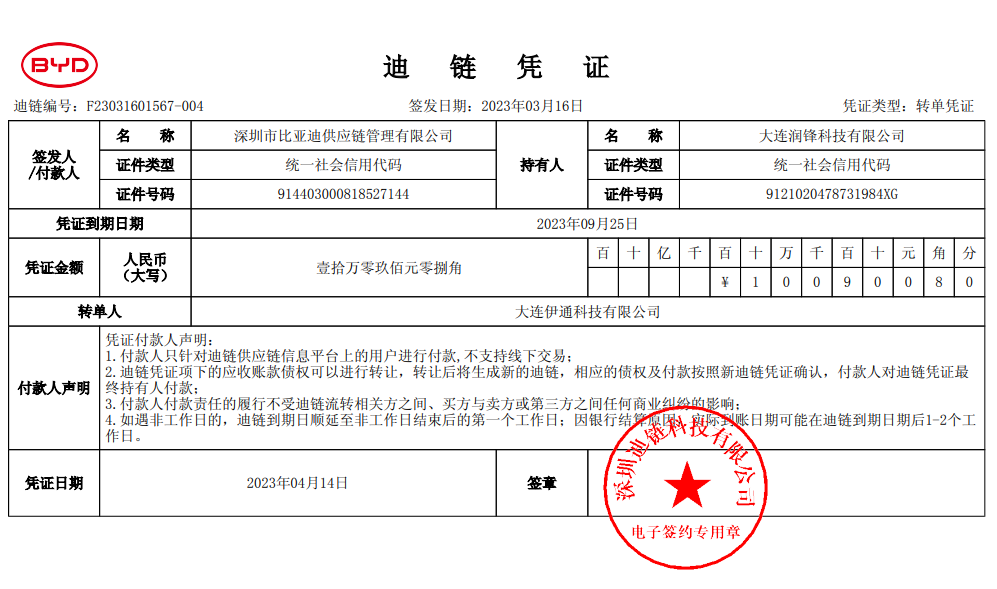 BYD
迪 链 凭 证
迪链编号：F23031601567-004 签发日期：2023年03月16日 凭证类型：转单凭证
签发人/付款人 名 称 深圳市比亚迪供应链管理有限公司 持有人 名 称 大连润锋科技有限公司
证件类型 统一社会信用代码 证件类型 统一社会信用代码
证件号码 914403000818527144 证件号码 9121020478731984XG
凭证到期日期 2023年09月25日
凭证金额 人民币（大写） 壹拾万零玖佰元零捌角 百 十 亿 千 百 十 万 千 百 十 元 角 分
¥ 1 0 0 9 0 0 8 0
转单人 大连伊通科技有限公司
付款人声明
凭证付款人声明：
1.付款人只针对迪链供应链信息平台上的用户进行付款,不支持线下交易；
2.迪链凭证项下的应收账款债权可以进行转让，转让后将生成新的迪链，相应的债权及付款按照新迪链凭证确认，付款人对迪链凭证最
终持有人付款；
3.付款人付款责任的履行不受迪链流转相关方之间、买方与卖方或第三方之间任何商业纠纷的影响；
4.如遇非工作日的，迪链到期日顺延至非工作日结束后的第一个工作日；因银行结算原因，实际到账日期可能在迪链到期日期后1-2个工
作日。
凭证日期 2023年04月14日 签章
深圳迪链科技有限公司
电子签约专用章